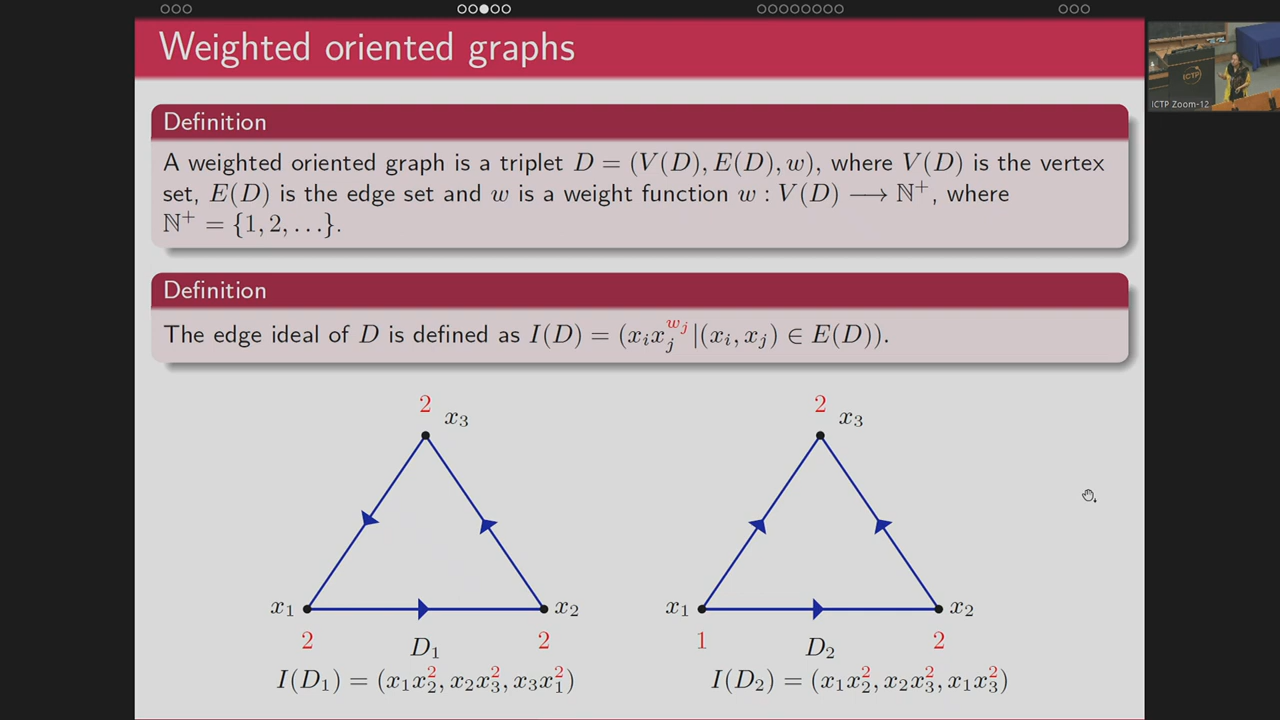 Weighted oriented graphs
Definition
A weighted oriented graph is a triplet D = (V(D), E(D), w), where V(D) is the vertex
set, E(D) is the edge set and w is a weight function w : V(D) ⟶ ℕ⁺, where
ℕ⁺ = {1, 2, …}.
Definition
The edge ideal of D is defined as I(D) = (x_i x_j^{w_j} | (x_i, x_j) ∈ E(D)).
2 x₃
x₁ x₂
2 D₁ 2
I(D₁) = (x₁x₂², x₂x₃², x₃x₁²)
2 x₃
x₁ x₂
1 D₂ 2
I(D₂) = (x₁x₂², x₂x₃², x₁x₃²)
ICTP
ICTP Zoom-12